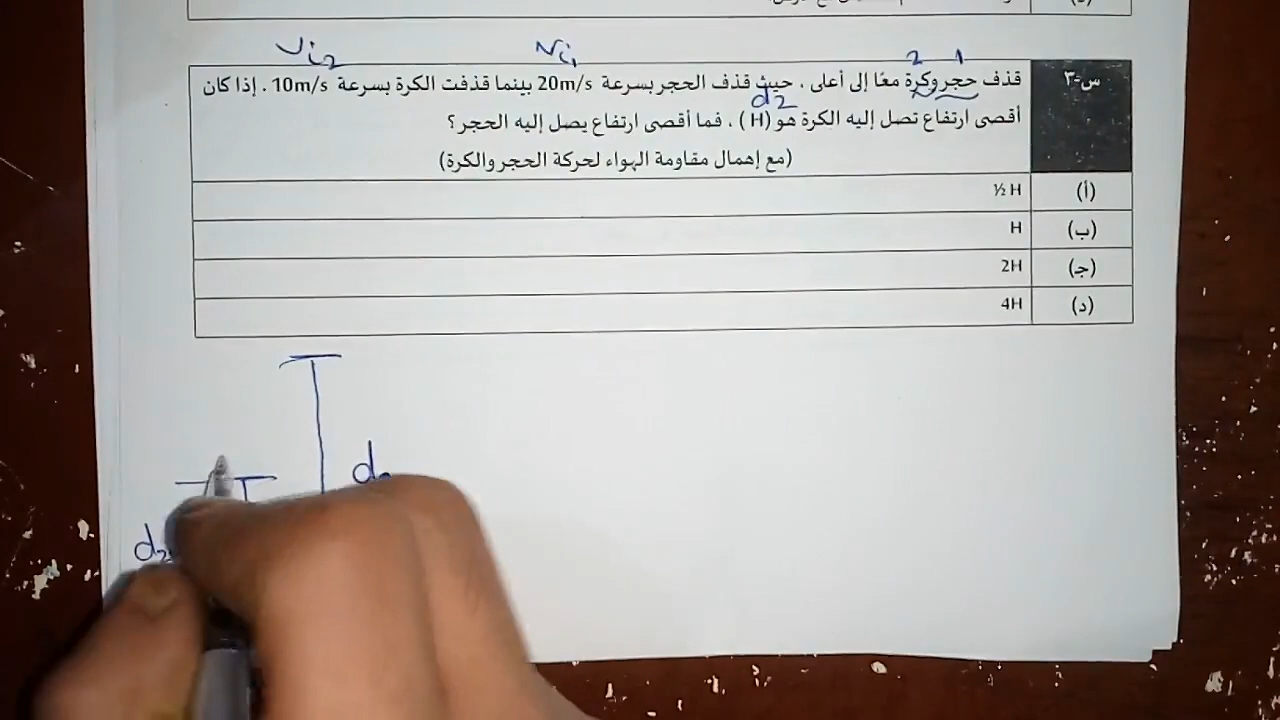 Vi2 Vi1 2 1
س-٣
قذف حجر وكرة معًا إلى أعلى ، حيث قذف الحجر بسرعة 20m/s بينما قذفت الكرة بسرعة 10m/s . إذا كان
d2
أقصى ارتفاع تصل إليه الكرة هو (H) ، فما أقصى ارتفاع يصل إليه الحجر ؟
(مع إهمال مقاومة الهواء لحركة الحجر والكرة)
(أ) ½ H
(ب) H
(ج) 2H
(د) 4H
d2